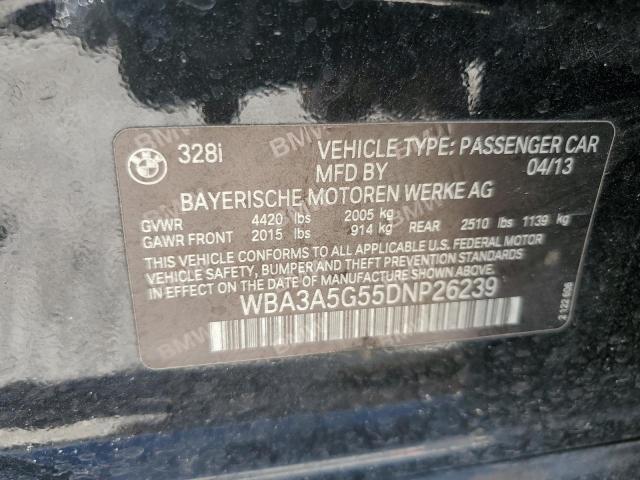 BMW
328i VEHICLE TYPE: PASSENGER CAR
MFD BY 04/13
BAYERISCHE MOTOREN WERKE AG
GVWR 4420 lbs 2005 kg
GAWR FRONT 2015 lbs 914 kg REAR 2510 lbs 1139 kg
THIS VEHICLE CONFORMS TO ALL APPLICABLE U.S. FEDERAL MOTOR
VEHICLE SAFETY, BUMPER AND THEFT PREVENTION STANDARDS IN
EFFECT ON THE DATE OF MANUFACTURE SHOWN ABOVE.
WBA3A5G55DNP26239